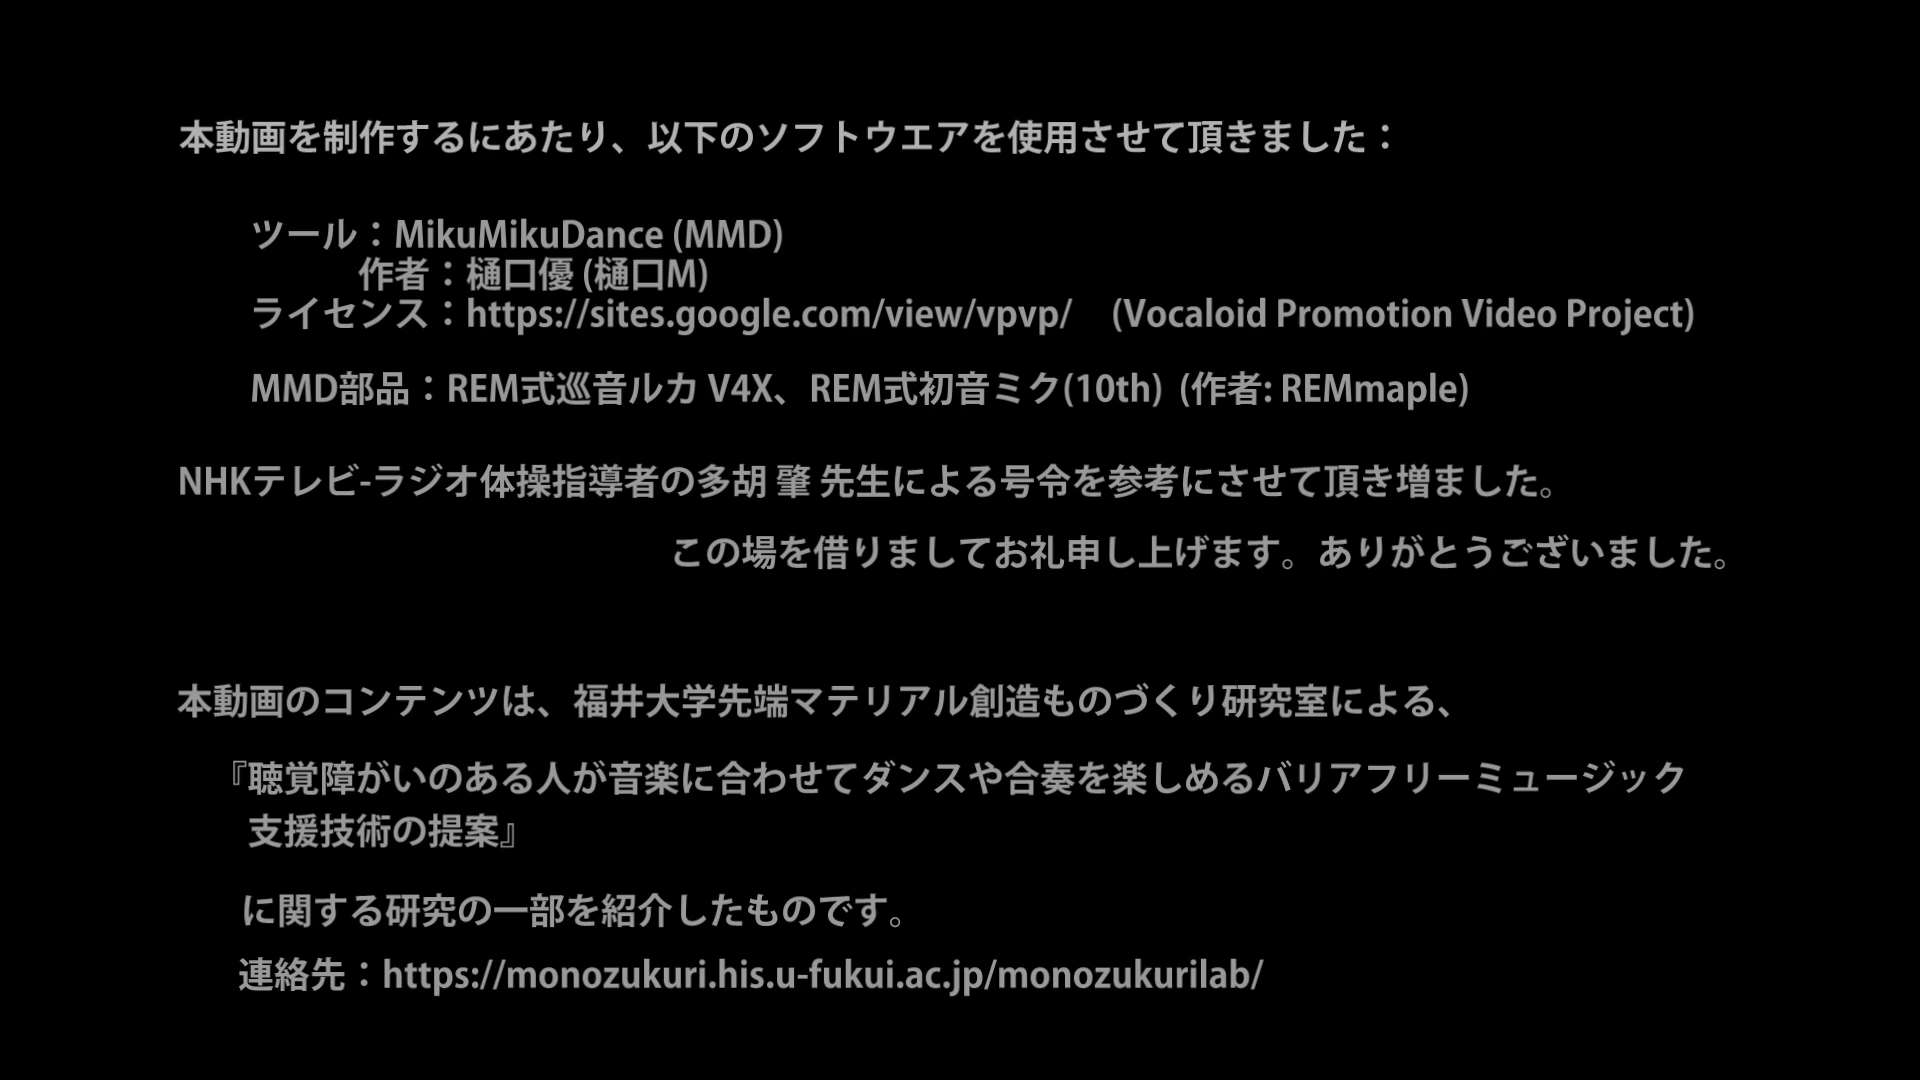 本動画を制作するにあたり、以下のソフトウエアを使用させて頂きました：
ツール：MikuMikuDance (MMD)
作者：樋口優 (樋口M)
ライセンス：https://sites.google.com/view/vpvp/ (Vocaloid Promotion Video Project)
MMD部品：REM式巡音ルカ V4X、REM式初音ミク(10th) (作者: REMmaple)
NHKテレビ-ラジオ体操指導者の多胡 肇 先生による号令を参考にさせて頂き増ました。
この場を借りましてお礼申し上げます。ありがとうございました。
本動画のコンテンツは、福井大学先端マテリアル創造ものづくり研究室による、
『聴覚障がいのある人が音楽に合わせてダンスや合奏を楽しめるバリアフリーミュージック
支援技術の提案』
に関する研究の一部を紹介したものです。
連絡先：https://monozukuri.his.u-fukui.ac.jp/monozukurilab/